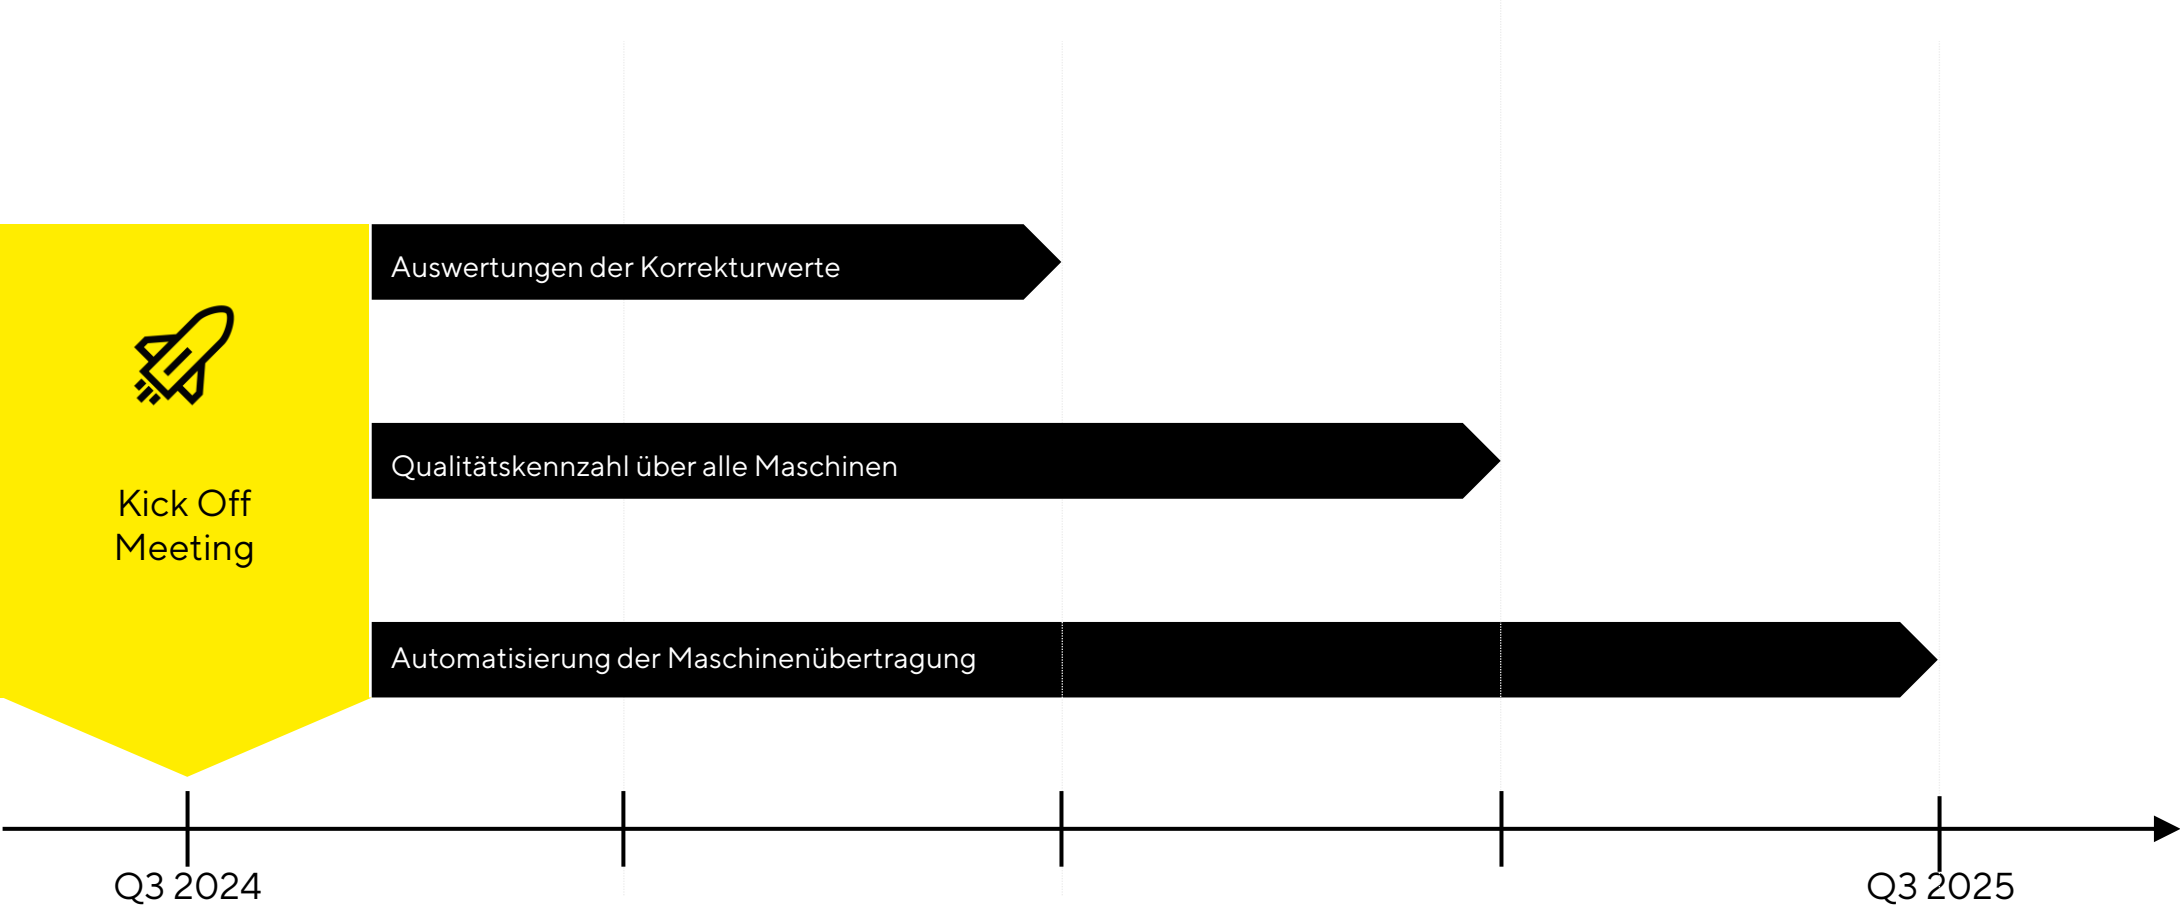 Auswertungen der Korrekturwerte
Qualitätskennzahl über alle Maschinen
Kick Off
Meeting
Automatisierung der Maschinenübertragung
Q3 2024
Q3 2025